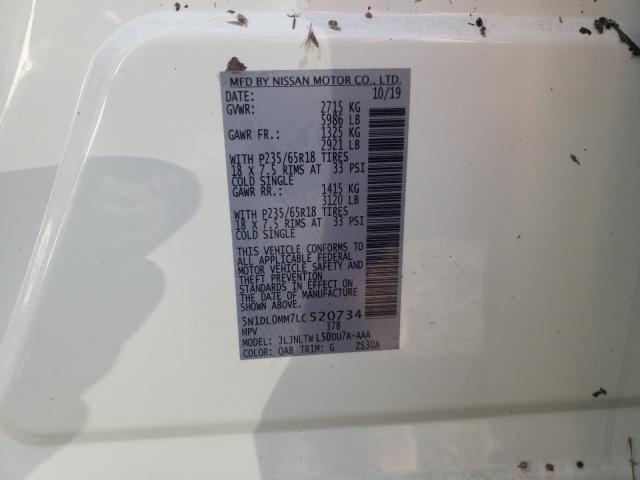 MFD BY NISSAN MOTOR CO., LTD.
DATE: 10/19
GVWR: 2715 KG
5986 LB
GAWR FR.: 1325 KG
2921 LB
WITH P235/65R18 TIRES
18 X 7.5 RIMS AT 33 PSI
COLD SINGLE
GAWR RR.: 1415 KG
3120 LB
WITH P235/65R18 TIRES
18 X 7.5 RIMS AT 33 PSI
COLD SINGLE
THIS VEHICLE CONFORMS TO
ALL APPLICABLE FEDERAL
MOTOR VEHICLE SAFETY AND
THEFT PREVENTION
STANDARDS IN EFFECT ON
THE DATE OF MANUFACTURE
SHOWN ABOVE.
5N1DL0MM7LC520734
MPV 378
MODEL: JLJNLTWL50DU7A-AAA
COLOR: QAB TRIM: G ZS30A